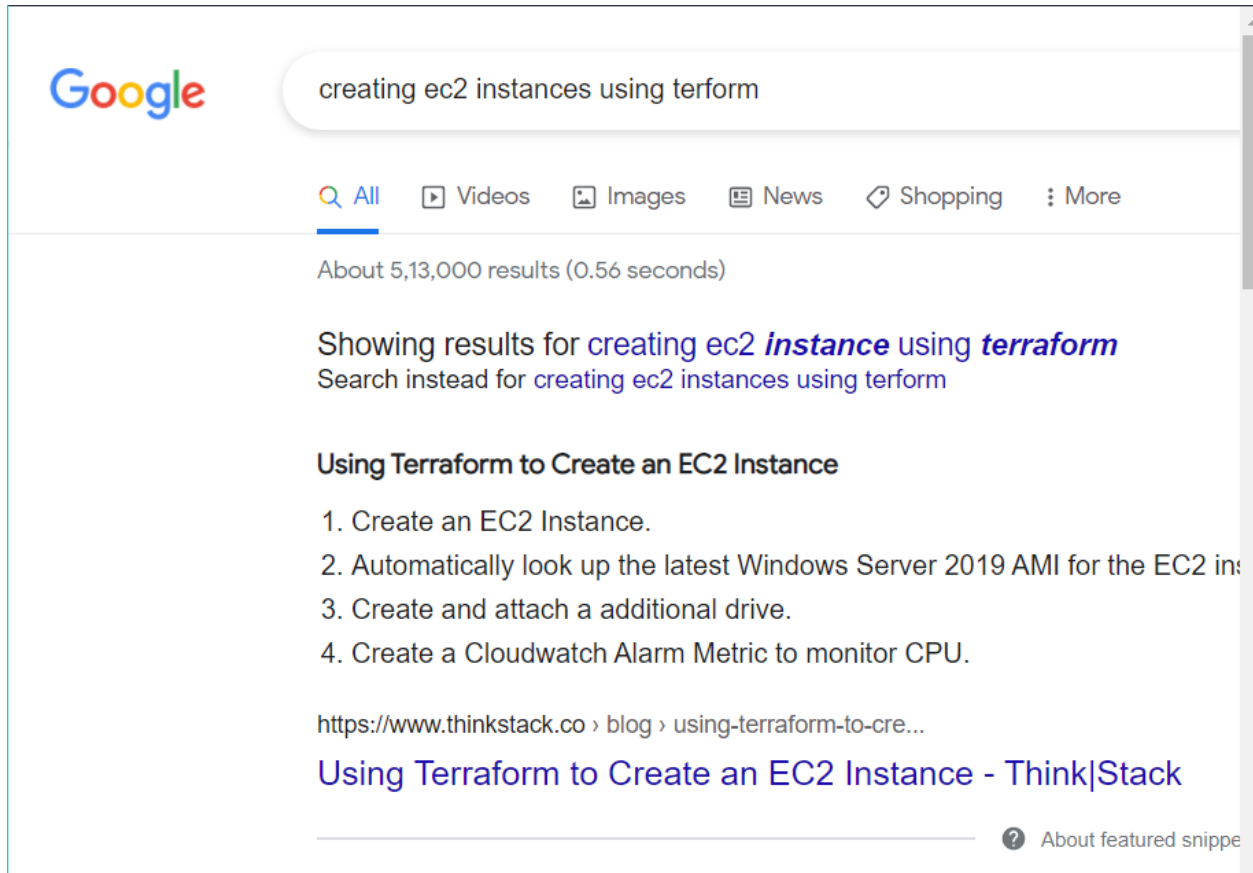 Google
creating ec2 instances using terform
All Videos Images News Shopping More
About 5,13,000 results (0.56 seconds)
Showing results for creating ec2 instance using terraform
Search instead for creating ec2 instances using terform
Using Terraform to Create an EC2 Instance
1. Create an EC2 Instance.
2. Automatically look up the latest Windows Server 2019 AMI for the EC2
3. Create and attach a additional drive.
4. Create a Cloudwatch Alarm Metric to monitor CPU.
https://www.thinkstack.co › blog › using-terraform-to-cre...
Using Terraform to Create an EC2 Instance - Think|Stack
About featured snippe